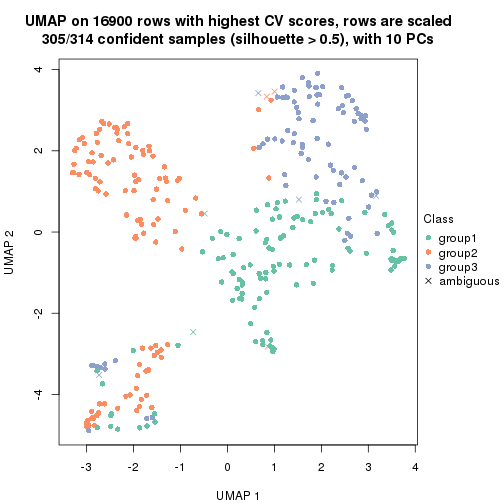 UMAP on 16900 rows with highest CV scores, rows are scaled
305/314 confident samples (silhouette > 0.5), with 10 PCs
4
2
0
-2
-4
UMAP 2
-3 -2 -1 0 1 2 3 4
UMAP 1
Class
group1
group2
group3
ambiguous